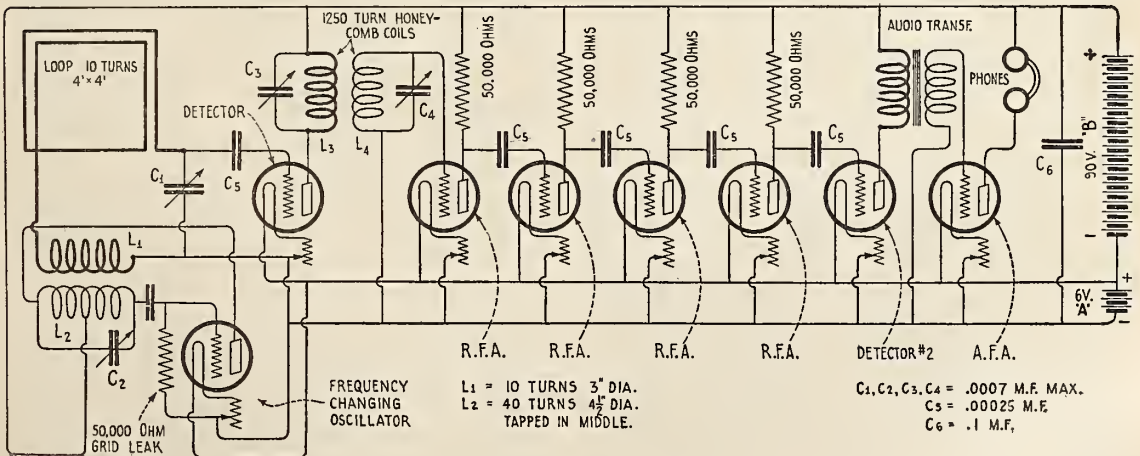 1250 TURN HONEY-
COMB COILS
LOOP 10 TURNS
4'×4'
DETECTOR
C3
L3
L4
C4
50,000 OHMS
50,000 OHMS
50,000 OHMS
50,000 OHMS
AUDIO TRANSF.
PHONES
C5
C5
C5
C5
C5
C1
C6
+
90V. "B"
-
+
6V.
"A"
-
L1
L2
C2
50,000 OHM
GRID LEAK
FREQUENCY
CHANGING
OSCILLATOR
R.F.A.
R.F.A.
R.F.A.
R.F.A.
DETECTOR #2
A.F.A.
L1 = 10 TURNS 3" DIA.
L2 = 40 TURNS 4½" DIA.
TAPPED IN MIDDLE.
C1,C2,C3,C4 = .0007 M.F. MAX.
C5 = .00025 M.F.
C6 = .1 M.F.